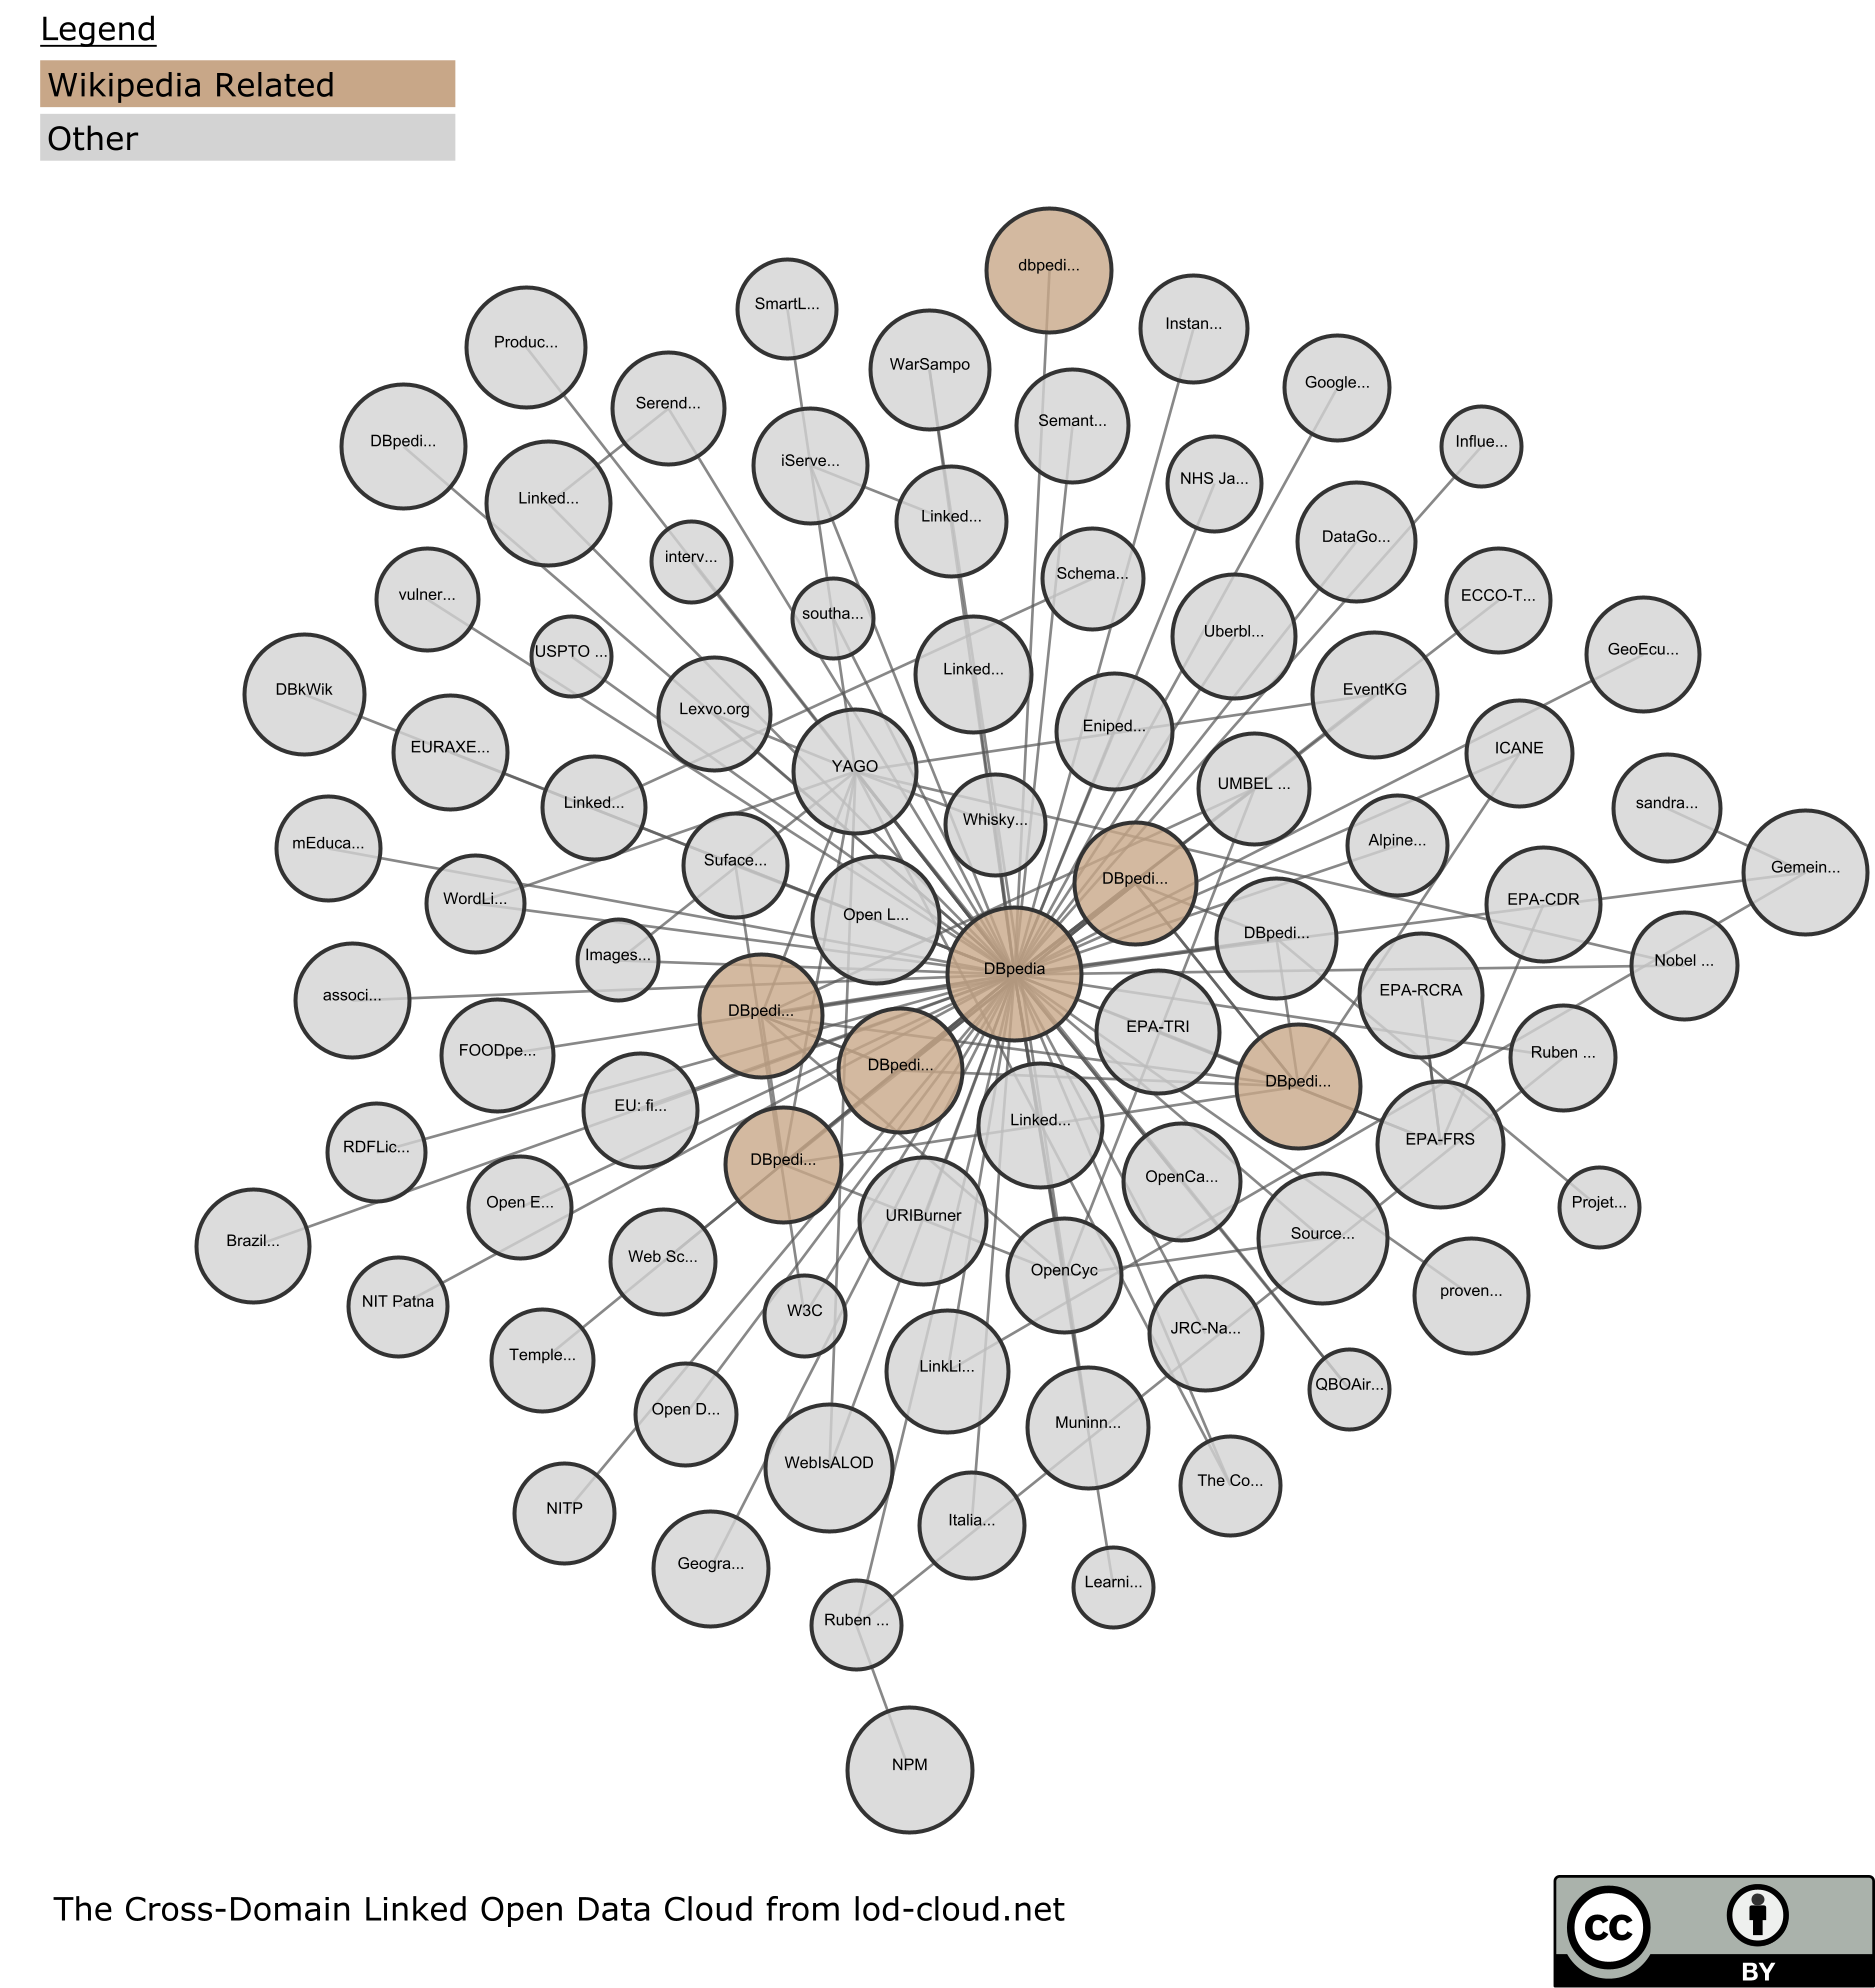 Legend
Wikipedia Related
Other
dbpedi...
SmartL...
Instan...
Produc...
WarSampo
Google...
Serend...
Semant...
DBpedi...
Influe...
iServe...
NHS Ja...
Linked...
Linked...
DataGo...
interv...
Schema...
vulner...
ECCO-T...
southa...
Uberbl...
USPTO ...
GeoEcu...
Linked...
DBkWik
EventKG
Lexvo.org
Eniped...
EURAXE...
ICANE
YAGO
UMBEL ...
Linked...
sandra...
Whisky...
Alpine...
mEduca...
Suface...
Gemein...
DBpedi...
WordLi...
EPA-CDR
Open L...
DBpedi...
Images...
Nobel ...
DBpedia
associ...
EPA-RCRA
DBpedi...
EPA-TRI
FOODpe...
Ruben ...
DBpedi...
DBpedi...
EU: fi...
Linked...
RDFLic...
EPA-FRS
DBpedi...
OpenCa...
Open E...
Projet...
URIBurner
Source...
Brazil...
Web Sc...
OpenCyc
proven...
NIT Patna
W3C
JRC-Na...
Temple...
LinkLi...
QBOAir...
Open D...
Muninn...
WebIsALOD
The Co...
NITP
Italia...
Geogra...
Learni...
Ruben ...
NPM
The Cross-Domain Linked Open Data Cloud from lod-cloud.net
cc
BY